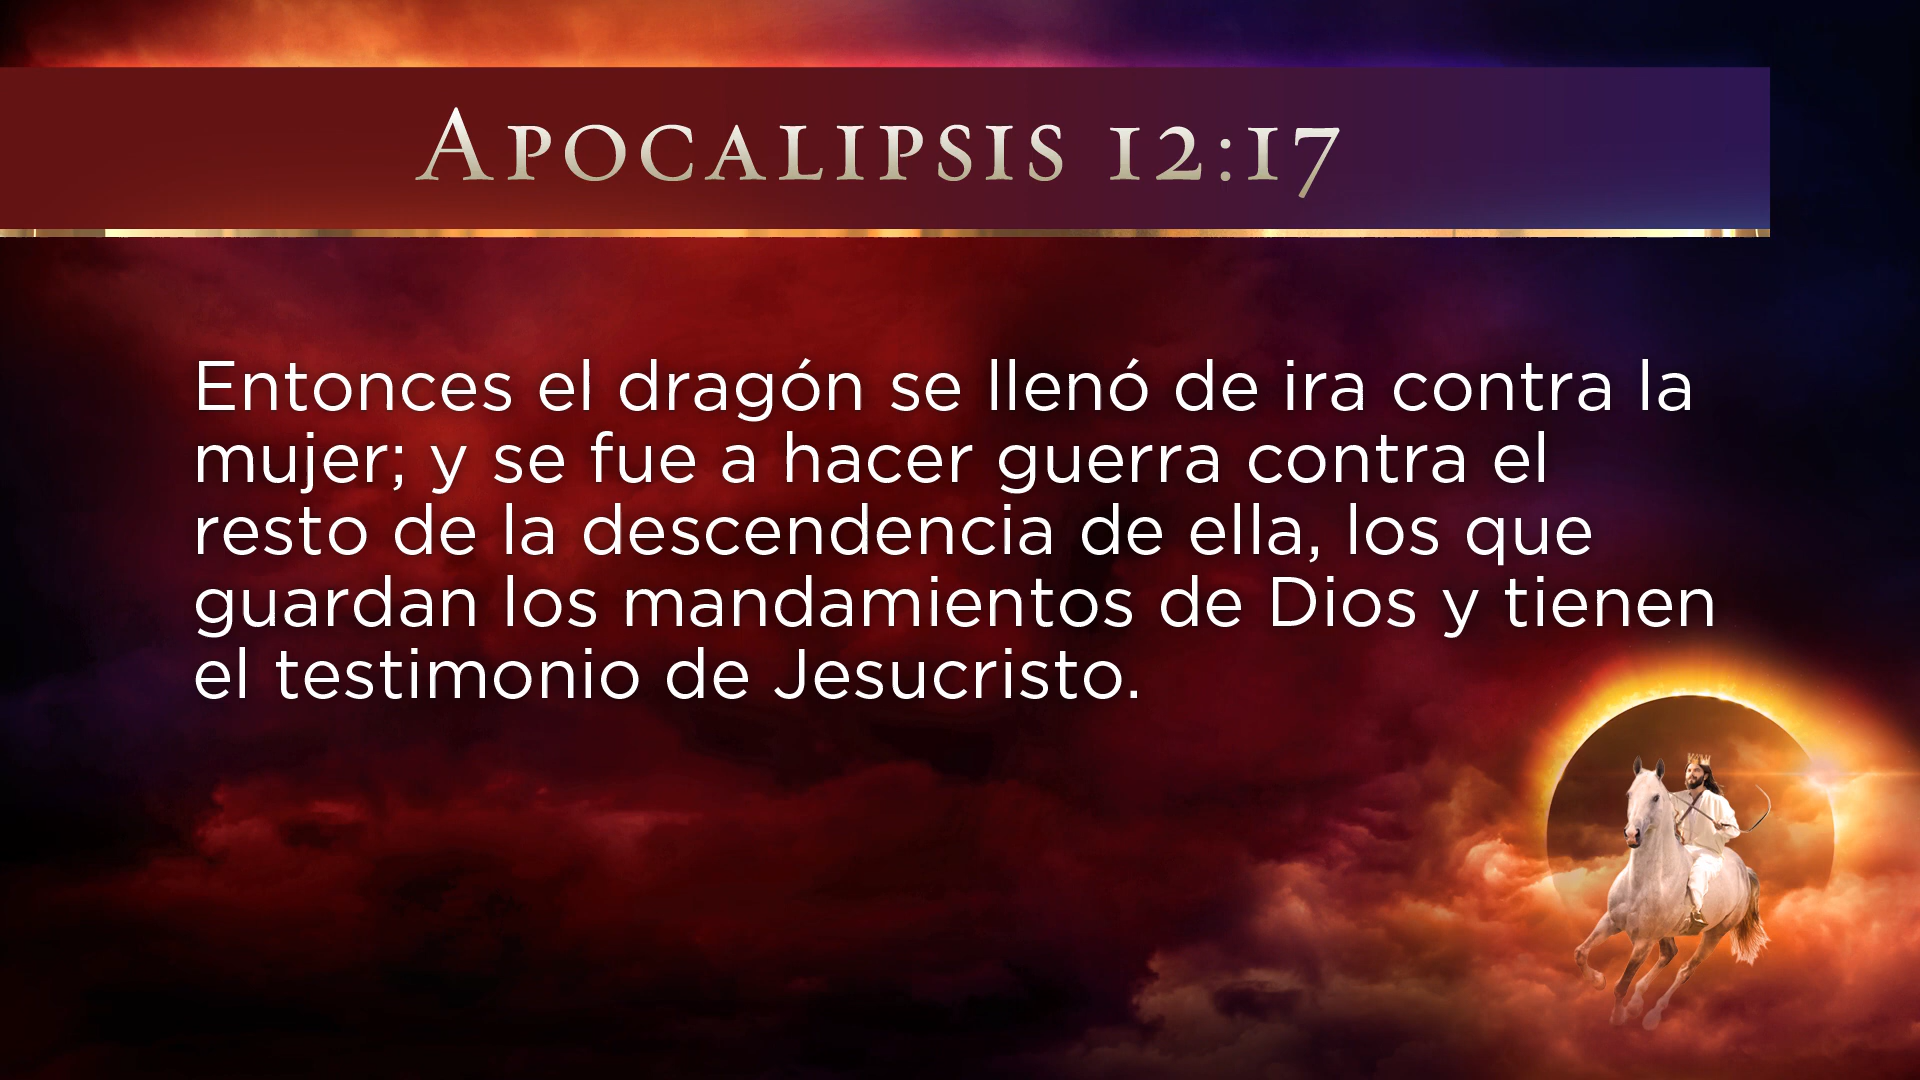 Apocalipsis 12:17
Entonces el dragón se llenó de ira contra la
mujer; y se fue a hacer guerra contra el
resto de la descendencia de ella, los que
guardan los mandamientos de Dios y tienen
el testimonio de Jesucristo.